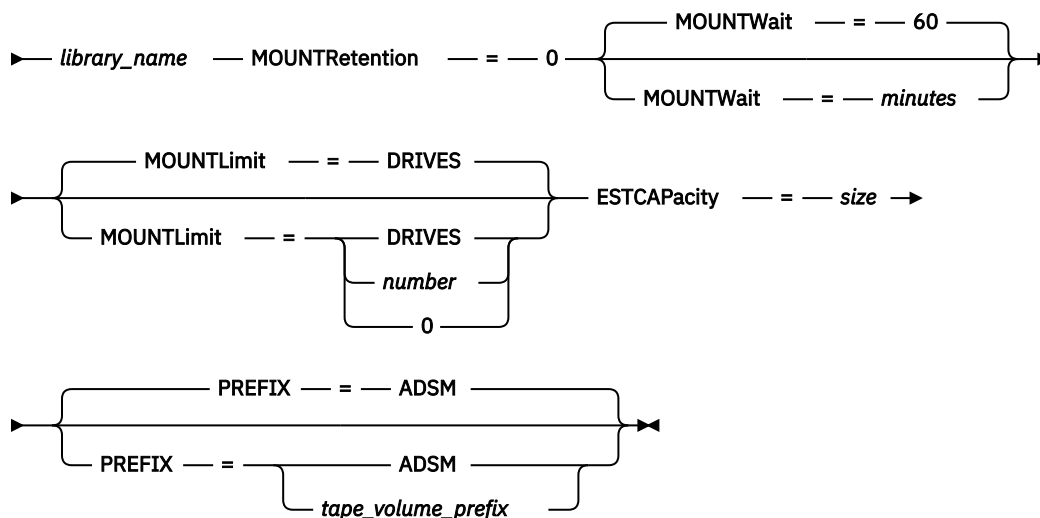 MOUNTWait = 60
library_name MOUNTRetention = 0
MOUNTWait = minutes
MOUNTLimit = DRIVES
ESTCAPacity = size
MOUNTLimit = DRIVES
number
0
PREFIX = ADSM
PREFIX = ADSM
tape_volume_prefix